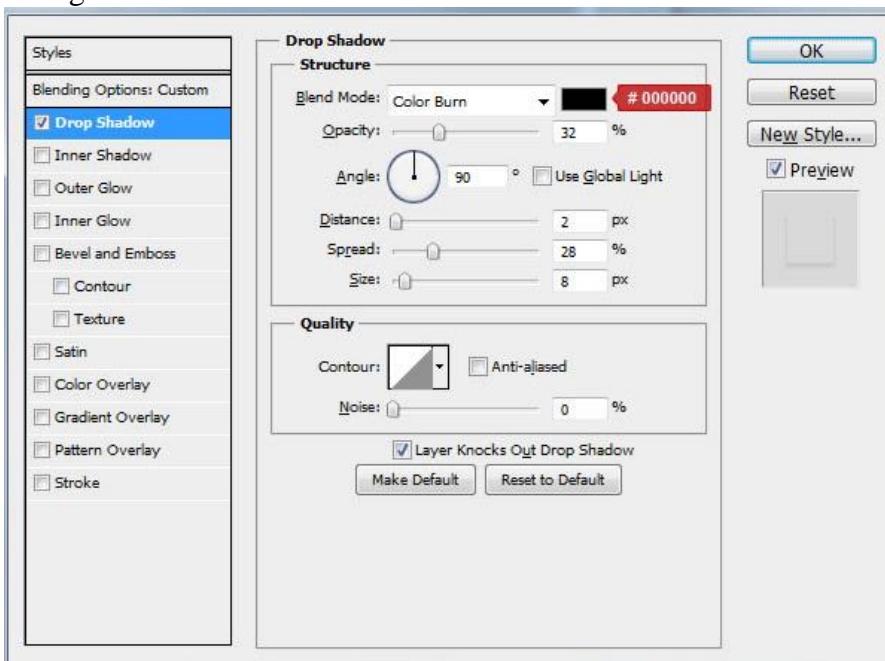 Styles
Blending Options: Custom
Drop Shadow
Inner Shadow
Outer Glow
Inner Glow
Bevel and Emboss
Contour
Texture
Satin
Color Overlay
Gradient Overlay
Pattern Overlay
Stroke
Drop Shadow
Structure
Blend Mode: Color Burn # 000000
Opacity: 32 %
Angle: 90 ° Use Global Light
Distance: 2 px
Spread: 28 %
Size: 8 px
Quality
Contour: Anti-aliased
Noise: 0 %
Layer Knocks Out Drop Shadow
Make Default Reset to Default
OK
Reset
New Style...
Preview